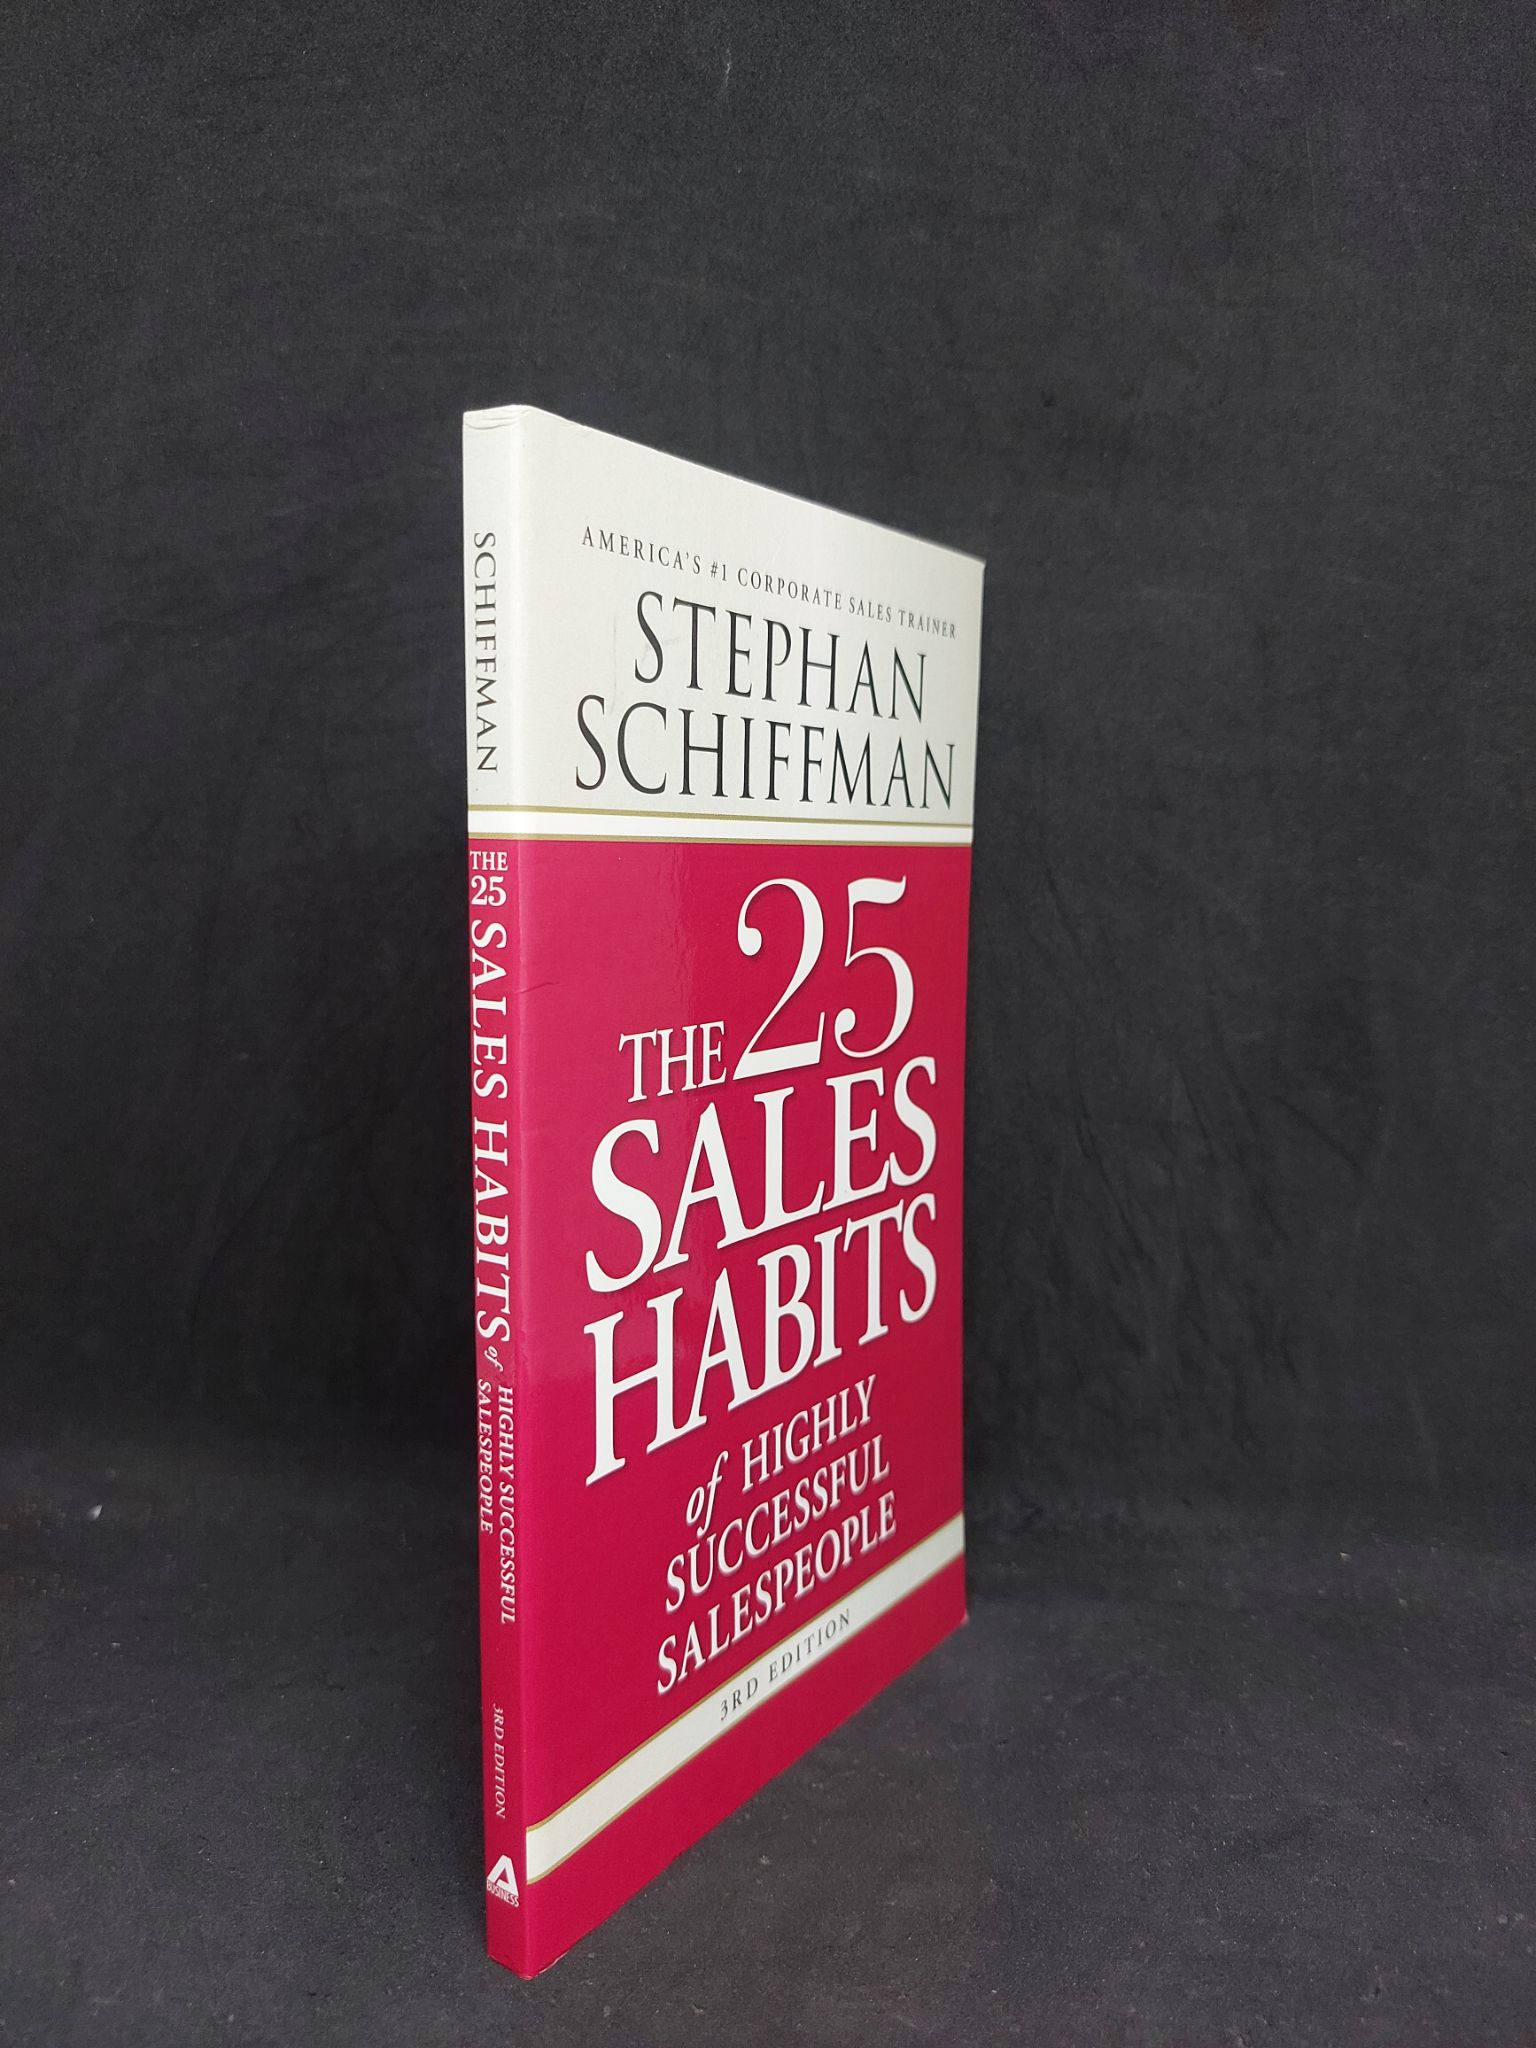 SCHIFFMAN
THE
25
SALES HABITS of
HIGHLY SUCCESSFUL
SALESPEOPLE
3RD EDITION
A
BUSINESS
AMERICA'S #1 CORPORATE SALES TRAINER
STEPHAN
SCHIFFMAN
THE 25
SALES
HABITS
of HIGHLY
SUCCESSFUL
SALESPEOPLE
3RD EDITION